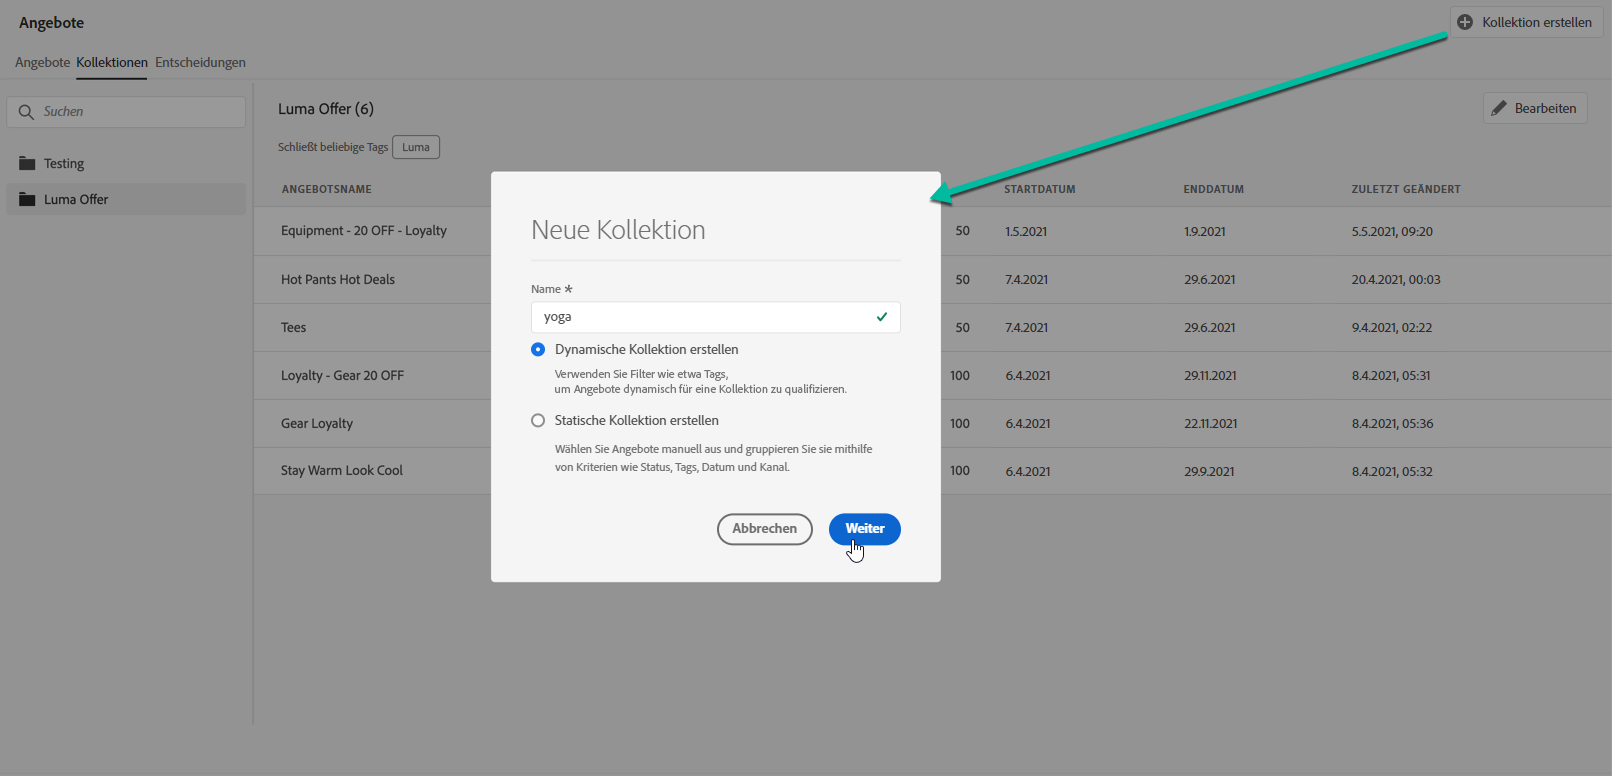 Angebote
Kollektion erstellen
Angebote Kollektionen Entscheidungen
Suchen
Testing
Luma Offer
Luma Offer (6)
Bearbeiten
Schließt beliebige Tags Luma
ANGEBOTSNAME STARTDATUM ENDDATUM ZULETZT GEÄNDERT
Equipment - 20 OFF - Loyalty 50 1.5.2021 1.9.2021 5.5.2021, 09:20
Hot Pants Hot Deals 50 7.4.2021 29.6.2021 20.4.2021, 00:03
Tees 50 7.4.2021 29.6.2021 9.4.2021, 02:22
Loyalty - Gear 20 OFF 100 6.4.2021 29.11.2021 8.4.2021, 05:31
Gear Loyalty 100 6.4.2021 22.11.2021 8.4.2021, 05:36
Stay Warm Look Cool 100 6.4.2021 29.9.2021 8.4.2021, 05:32
Neue Kollektion
Name *
yoga
Dynamische Kollektion erstellen
Verwenden Sie Filter wie etwa Tags,
um Angebote dynamisch für eine Kollektion zu qualifizieren.
Statische Kollektion erstellen
Wählen Sie Angebote manuell aus und gruppieren Sie sie mithilfe
von Kriterien wie Status, Tags, Datum und Kanal.
Abbrechen Weiter